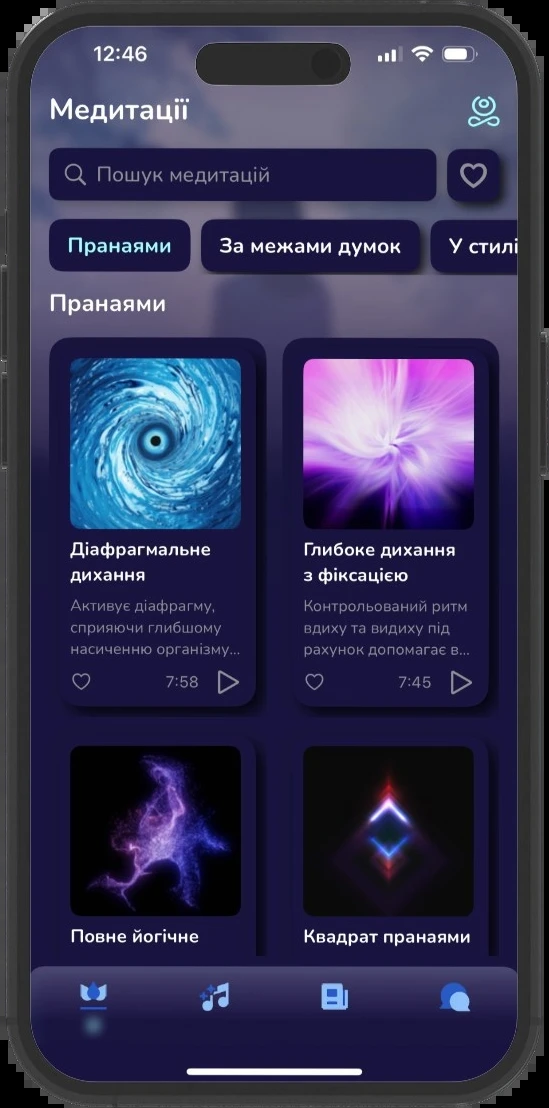 12:46
Медитації
Пошук медитацій
Пранаями
За межами думок
У стилі
Пранаями
Діафрагмальне
дихання
Активує діафрагму,
сприяючи глибшому
насиченню організму...
7:58
Глибоке дихання
з фіксацією
Контрольований ритм
вдиху та видиху під
рахунок допомагає в...
7:45
Повне йогічне
Квадрат пранаями